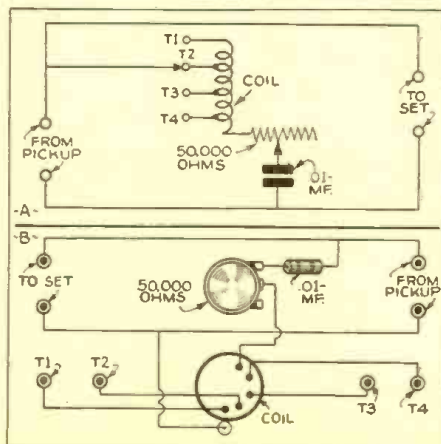 T1
T2
COIL
T3
T4
TO
SET
FROM
PICKUP
50,000
OHMS
.01-
MF.
-A-
-B-
TO SET
50,000
OHMS
.01-
MF.
FROM
PICKUP
T1
T2
COIL
T3
T4